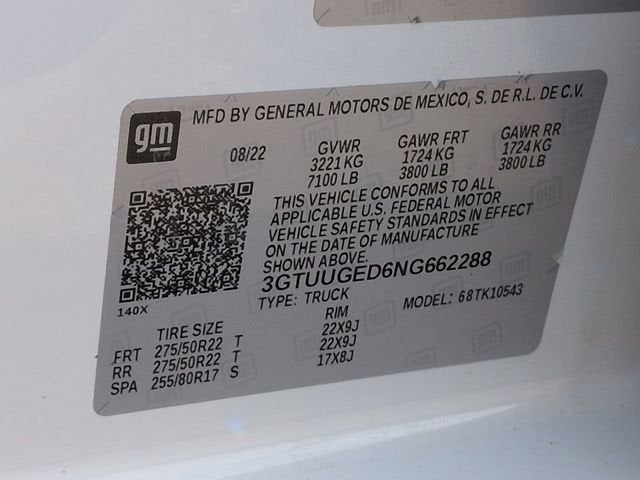 gm
MFD BY GENERAL MOTORS DE MEXICO, S. DE R.L. DE C.V.
08/22 GVWR GAWR FRT GAWR RR
3221 KG 1724 KG 1724 KG
7100 LB 3800 LB 3800 LB
THIS VEHICLE CONFORMS TO ALL
APPLICABLE U.S. FEDERAL MOTOR
VEHICLE SAFETY STANDARDS IN EFFECT
ON THE DATE OF MANUFACTURE
SHOWN ABOVE.
3GTUUGED6NG662288
140X
TYPE: TRUCK MODEL: 68TK10543
TIRE SIZE RIM
FRT 275/50R22 T 22X9J
RR 275/50R22 T 22X9J
SPA 255/80R17 S 17X8J